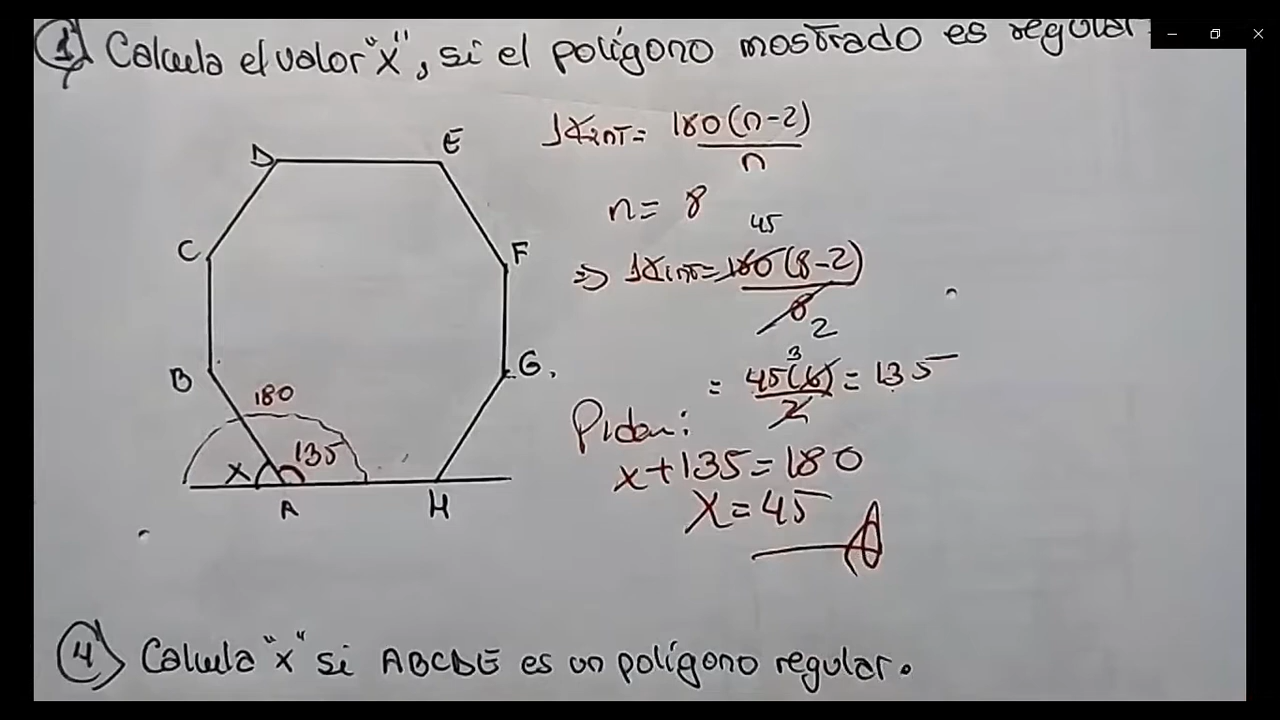 1) Calcula el valor "x", si el polígono mostrado es regular.
D
E
C
F
B
G.
180
135
x
A
H
1∡INT = 180(n-2)
n
n = 8
45
⇒ 1∡INT = 180(8-2)
8 2
3
= 45(6) = 135
2
Piden:
x+135 = 180
x = 45
A
4) Calcula "x" si ABCDE es un polígono regular.